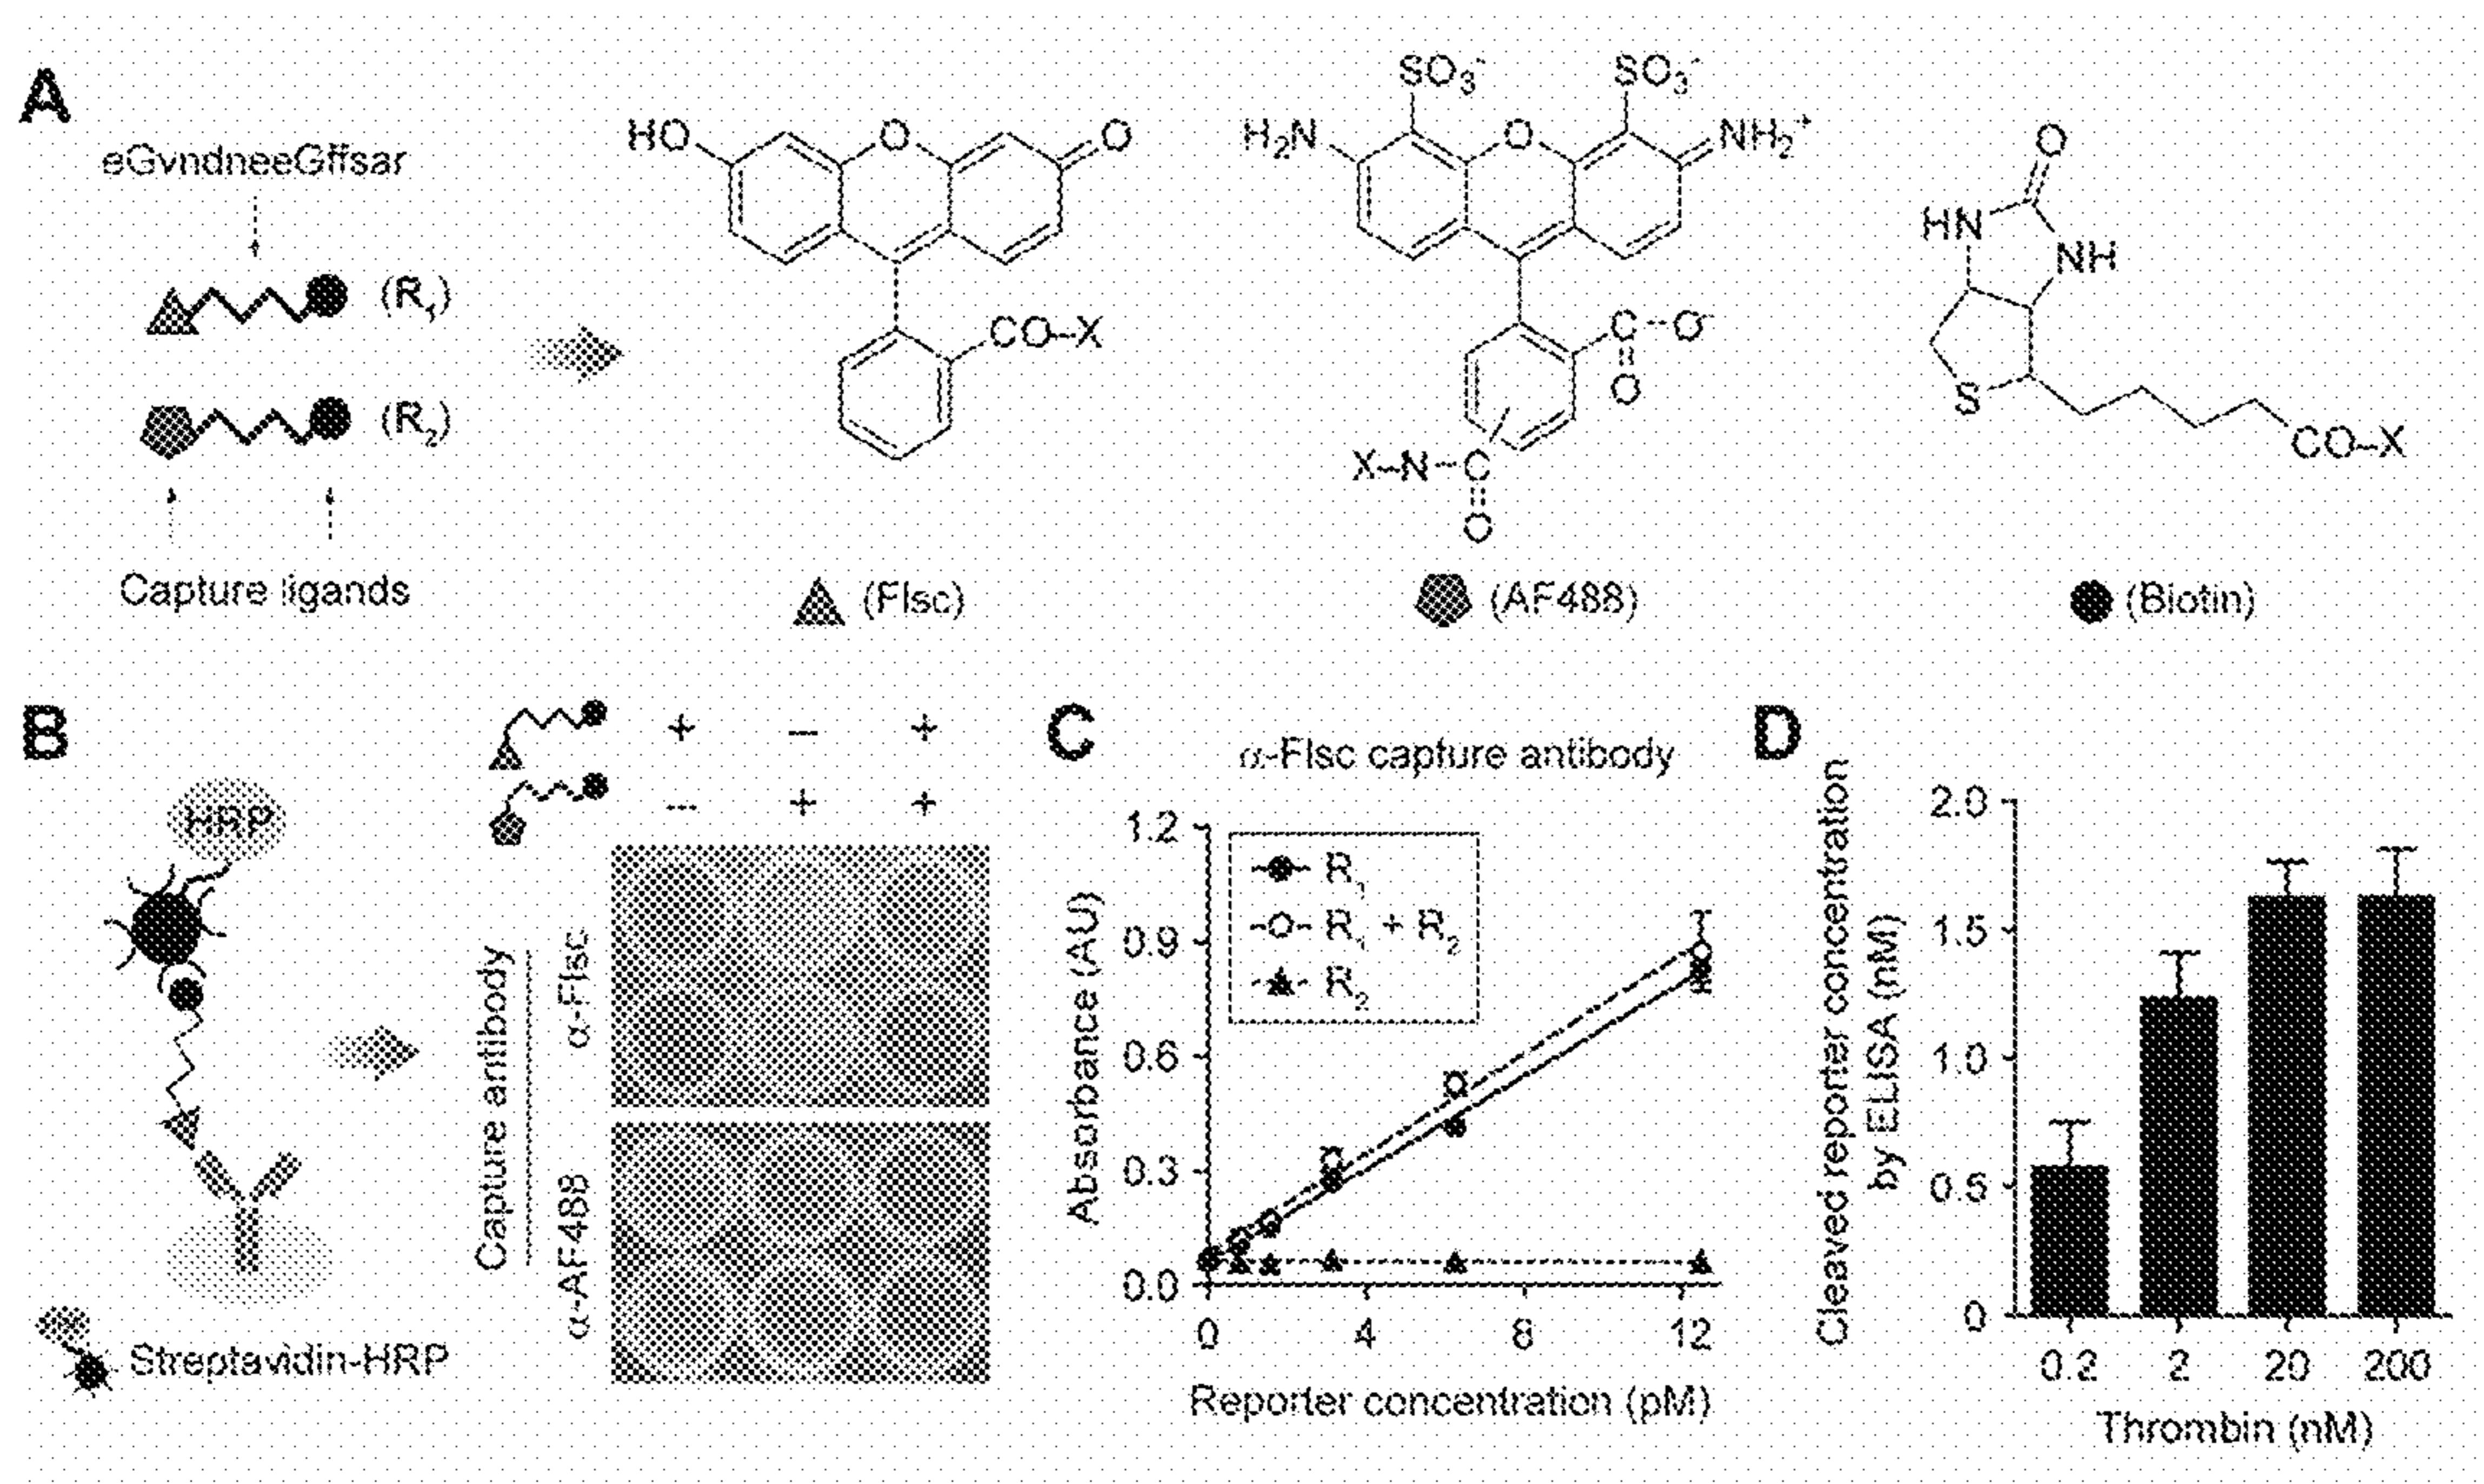 A
eGvndneeGffsar
(R₁)
(R₂)
Capture ligands
HO
O
O
CO–X
(Flsc)
SO₃⁻
SO₃⁻
H₂N
O
NH₂⁺
C--O⁻
O
X–N–C
O
(AF488)
O
HN
NH
S
CO–X
(Biotin)
B
HRP
Streptavidin-HRP
+ – +
– + +
Capture antibody
α-Flsc
α-AF488
C
α-Flsc capture antibody
Absorbance (AU)
1.2
0.9
0.6
0.3
0.0
R₁
R₁ + R₂
R₂
0 4 8 12
Reporter concentration (pM)
D
Cleaved reporter concentration
by ELISA (nM)
2.0
1.5
1.0
0.5
0
0.2 2 20 200
Thrombin (nM)